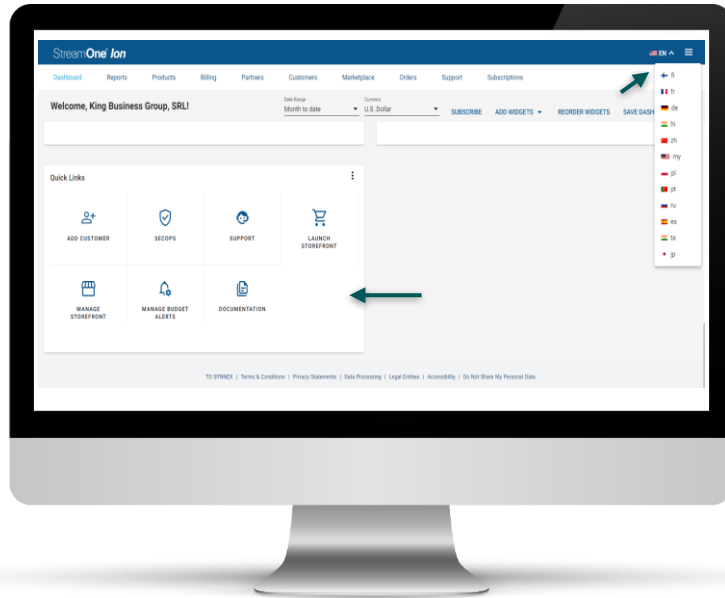 StreamOne Ion
EN
Dashboard Reports Products Billing Partners Customers Marketplace Orders Support Subscriptions
Welcome, King Business Group, SRL!
Date Range
Month to date
Currency
U.S. Dollar
SUBSCRIBE ADD WIDGETS REORDER WIDGETS SAVE DASH
fi
fr
de
hi
zh
my
pl
pt
ru
es
ta
jp
Quick Links
ADD CUSTOMER
SECOPS
SUPPORT
LAUNCH
STOREFRONT
MANAGE
STOREFRONT
MANAGE BUDGET
ALERTS
DOCUMENTATION
TD SYNNEX | Terms & Conditions | Privacy Statements | Data Processing | Legal Entities | Accessibility | Do Not Share My Personal Data